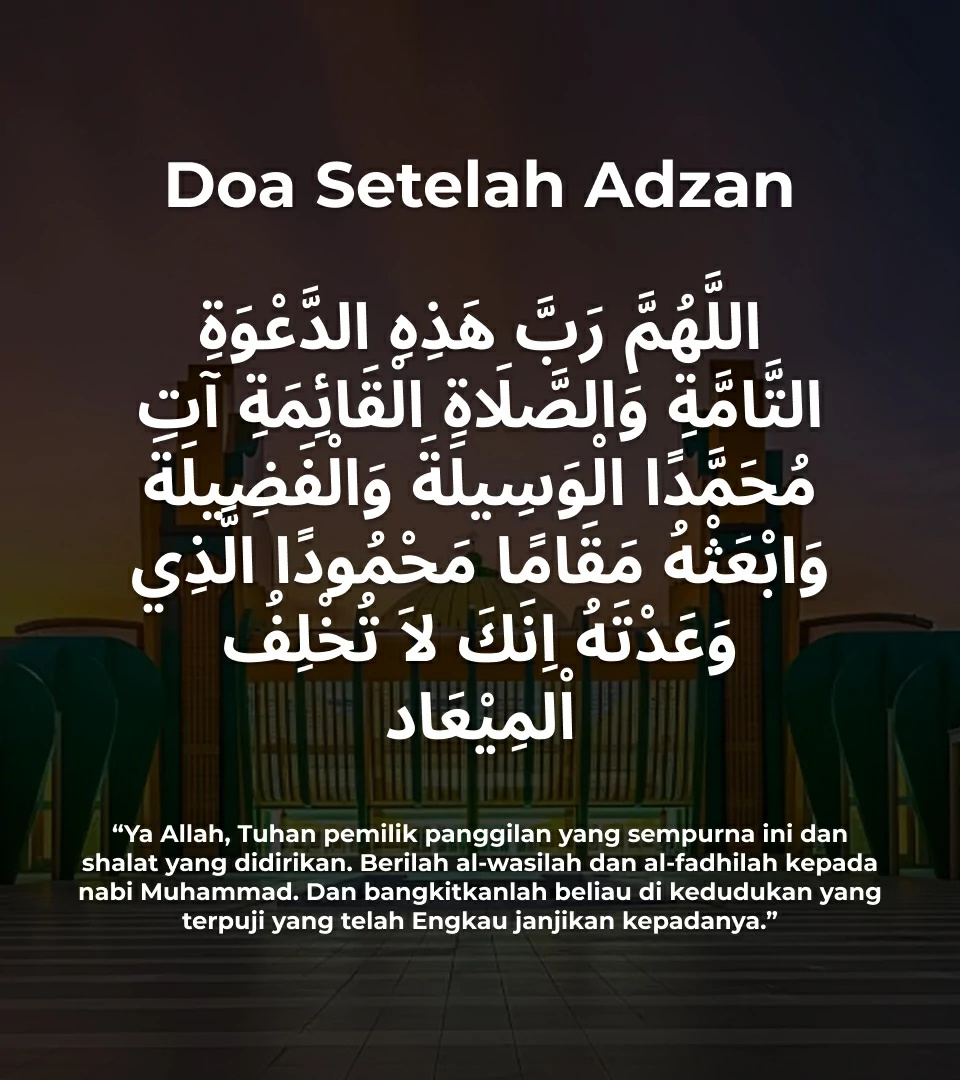 Doa Setelah Adzan
اللَّهُمَّ رَبَّ هَذِهِ الدَّعْوَةِ
التَّامَّةِ وَالصَّلَاةِ الْقَائِمَةِ آتِ
مُحَمَّدًا الْوَسِيلَةَ وَالْفَضِيلَةَ
وَابْعَثْهُ مَقَامًا مَحْمُودًا الَّذِي
وَعَدْتَهُ اِنَكَ لاَ تُخْلِفُ
اْلمِيْعَاد
“Ya Allah, Tuhan pemilik panggilan yang sempurna ini dan
shalat yang didirikan. Berilah al-wasilah dan al-fadhilah kepada
nabi Muhammad. Dan bangkitkanlah beliau di kedudukan yang
terpuji yang telah Engkau janjikan kepadanya.”